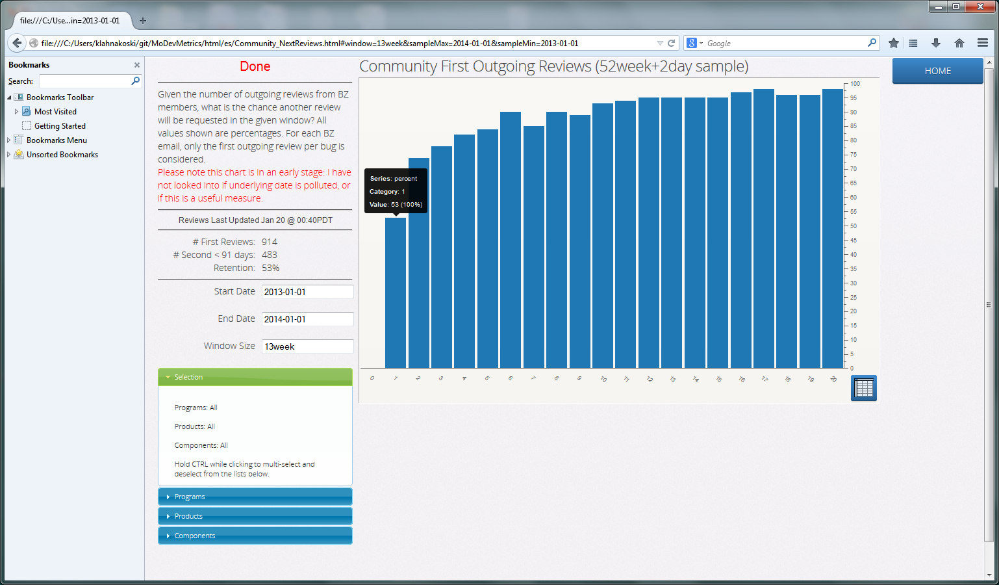 file:///C:/Use...in=2013-01-01
file:///C:/Users/klahnakoski/git/MoDevMetrics/html/es/Community_NextReviews.html#window=13week&sampleMax=2014-01-01&sampleMin=2013-01-01
8
Google
Bookmarks
Search:
Bookmarks Toolbar
Most Visited
Getting Started
Bookmarks Menu
Unsorted Bookmarks
Done
Given the number of outgoing reviews from BZ
members, what is the chance another review
will be requested in the given window? All
values shown are percentages. For each BZ
email, only the first outgoing review per bug is
considered.
Please note this chart is in an early stage: I have
not looked into if underlying date is polluted, or
if this is a useful measure.
Reviews Last Updated Jan 20 @ 00:40PDT
# First Reviews: 914
# Second < 91 days: 483
Retention: 53%
Start Date 2013-01-01
End Date 2014-01-01
Window Size 13week
Selection
Programs: All
Products: All
Components: All
Hold CTRL while clicking to multi-select and
deselect from the lists below.
Programs
Products
Components
Community First Outgoing Reviews (52week+2day sample)
Series: percent
Category: 1
Value: 53 (100%)
100
95
90
85
80
75
70
65
60
55
50
45
40
35
30
25
20
15
10
5
0
0 1 2 3 4 5 6 7 8 9 10 11 12 13 14 15 16 17 18 19 20
HOME